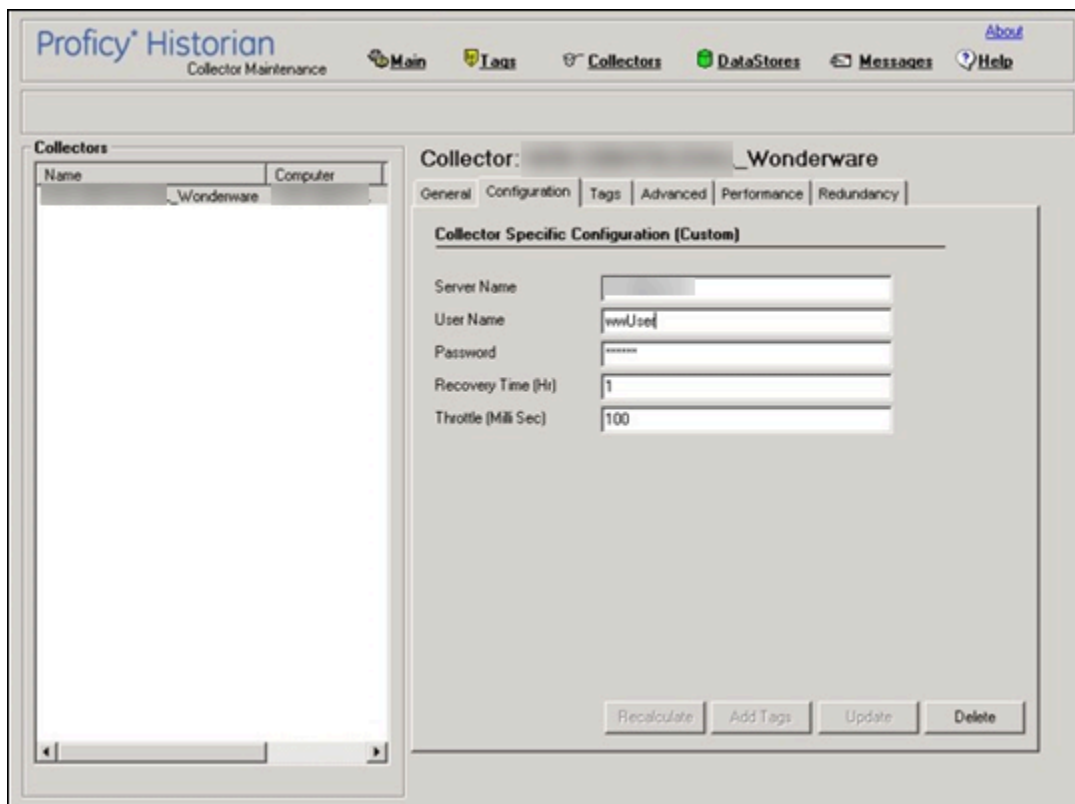 Proficy* Historian
Collector Maintenance
Main
Tags
Collectors
DataStores
Messages
About
Help
Collectors
Name Computer
._Wonderware
Collector: ._Wonderware
General Configuration Tags Advanced Performance Redundancy
Collector Specific Configuration (Custom)
Server Name
User Name wwUser
Password *******
Recovery Time (Hr) 1
Throttle (Milli Sec) 100
Recalculate Add Tags Update Delete